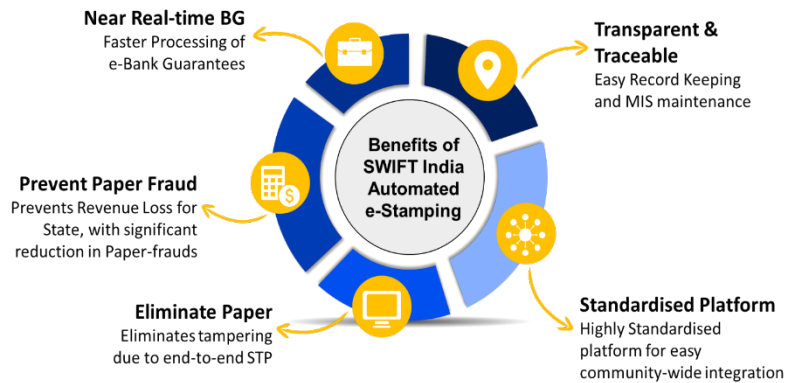 Near Real-time BG
Faster Processing of
e-Bank Guarantees
Transparent &
Traceable
Easy Record Keeping
and MIS maintenance
Benefits of
SWIFT India
Automated
e-Stamping
Prevent Paper Fraud
Prevents Revenue Loss for
State, with significant
reduction in Paper-frauds
Eliminate Paper
Eliminates tampering
due to end-to-end STP
Standardised Platform
Highly Standardised
platform for easy
community-wide integration